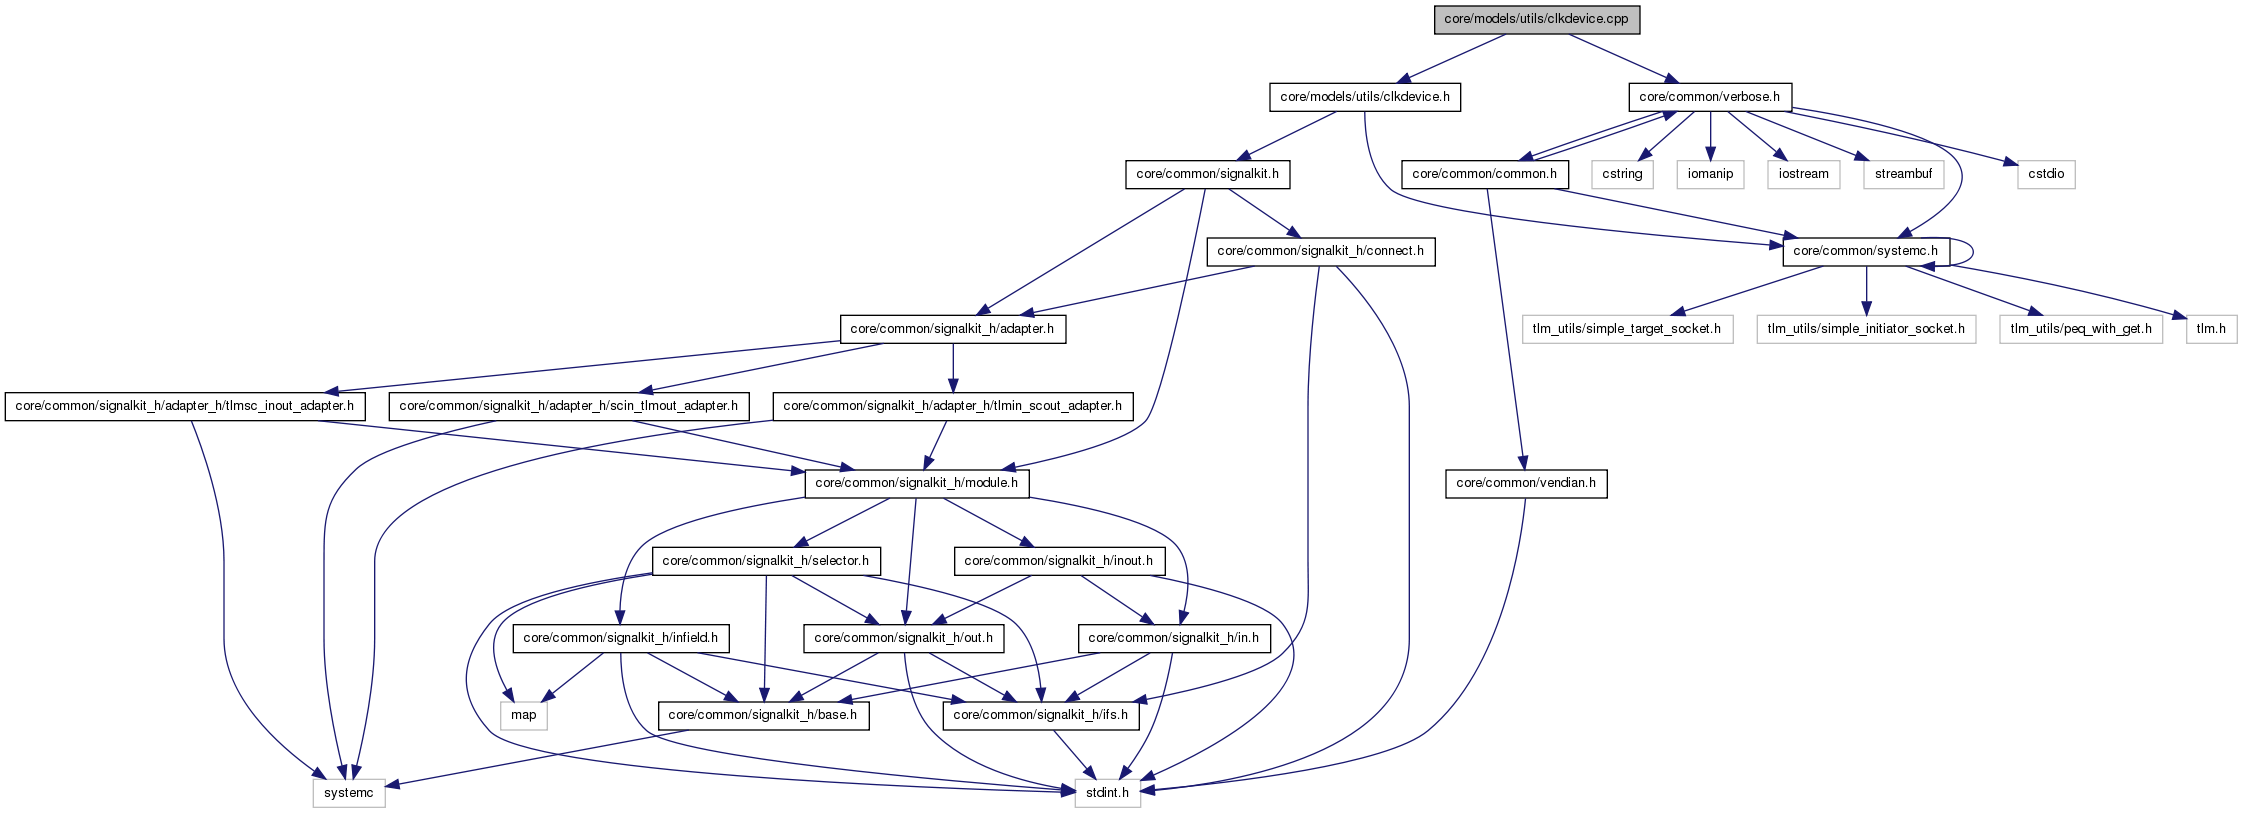 core/models/utils/clkdevice.cpp
core/models/utils/clkdevice.h
core/common/verbose.h
core/common/signalkit.h
core/common/common.h
cstring
iomanip
iostream
streambuf
cstdio
core/common/signalkit_h/connect.h
core/common/systemc.h
core/common/signalkit_h/adapter.h
tlm_utils/simple_target_socket.h
tlm_utils/simple_initiator_socket.h
tlm_utils/peq_with_get.h
tlm.h
core/common/signalkit_h/adapter_h/tlmsc_inout_adapter.h
core/common/signalkit_h/adapter_h/scin_tlmout_adapter.h
core/common/signalkit_h/adapter_h/tlmin_scout_adapter.h
core/common/signalkit_h/module.h
core/common/vendian.h
core/common/signalkit_h/selector.h
core/common/signalkit_h/inout.h
core/common/signalkit_h/infield.h
core/common/signalkit_h/out.h
core/common/signalkit_h/in.h
map
core/common/signalkit_h/base.h
core/common/signalkit_h/ifs.h
systemc
stdint.h